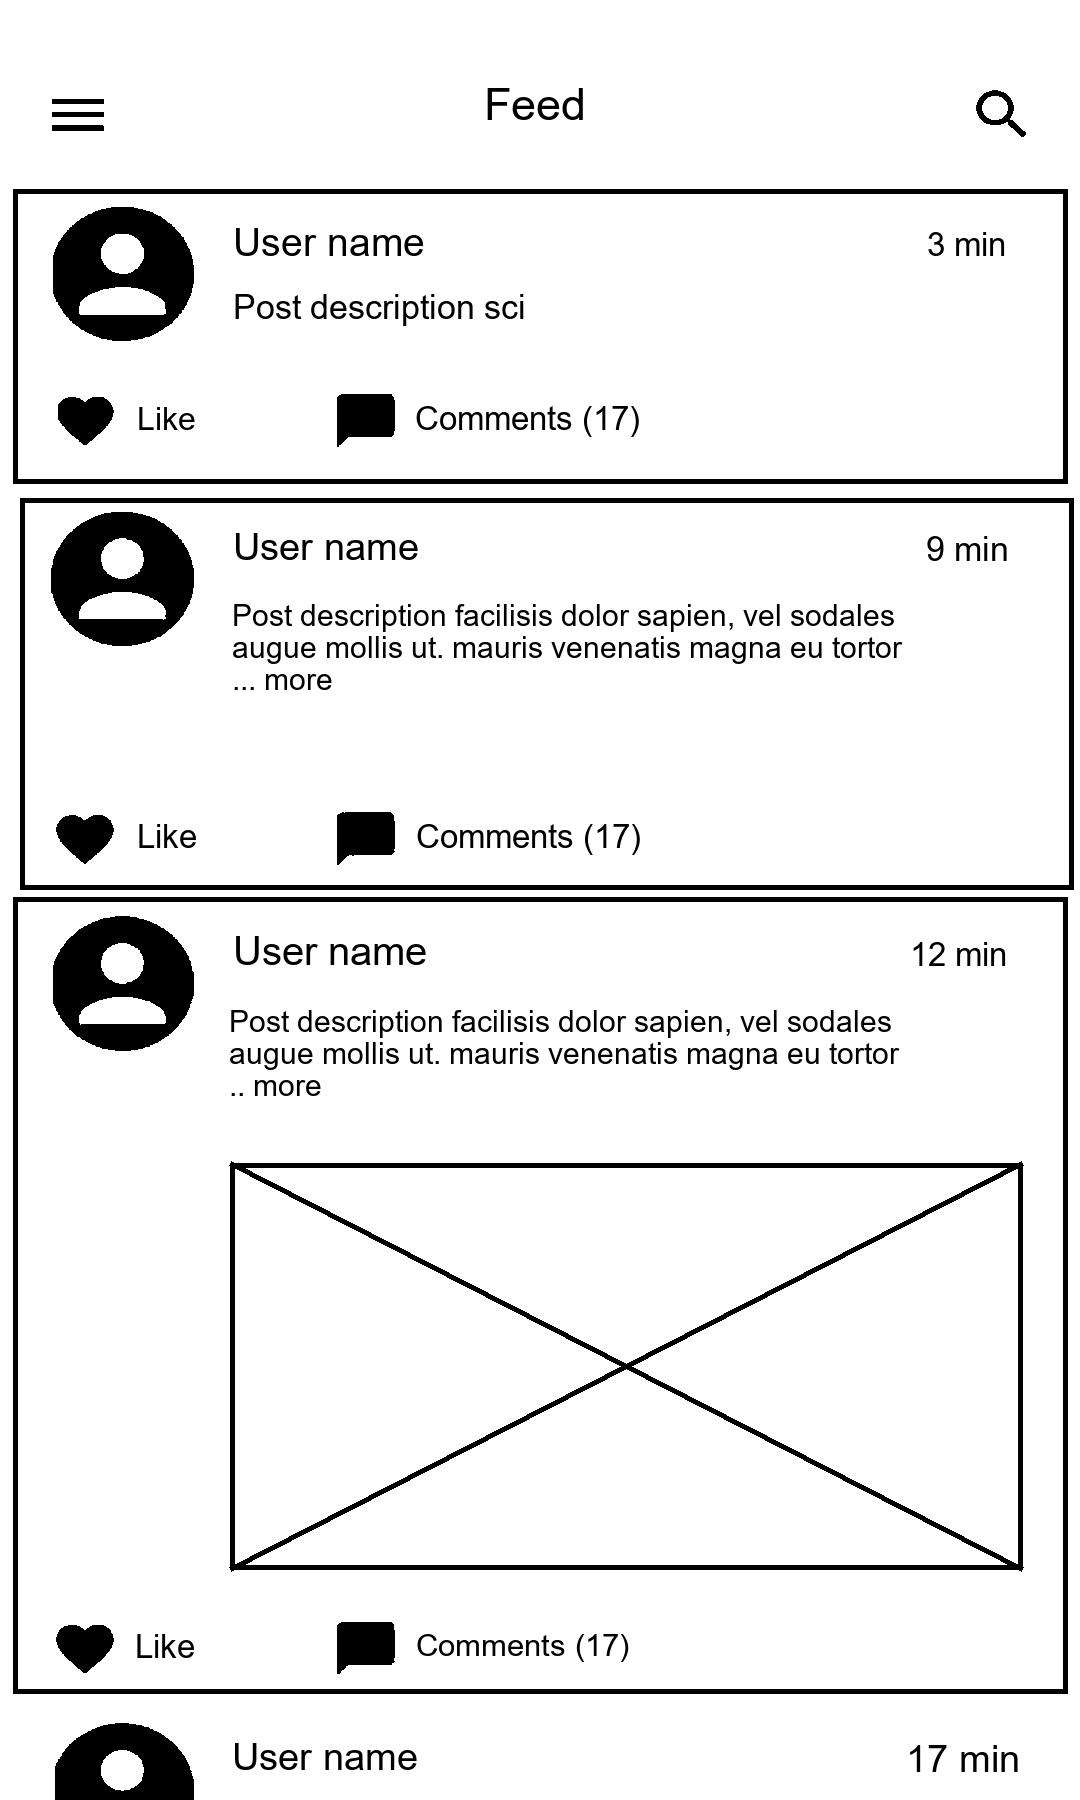 Feed
User name 3 min
Post description sci
Like Comments (17)
User name 9 min
Post description facilisis dolor sapien, vel sodales
augue mollis ut. mauris venenatis magna eu tortor
... more
Like Comments (17)
User name 12 min
Post description facilisis dolor sapien, vel sodales
augue mollis ut. mauris venenatis magna eu tortor
.. more
Like Comments (17)
User name 17 min